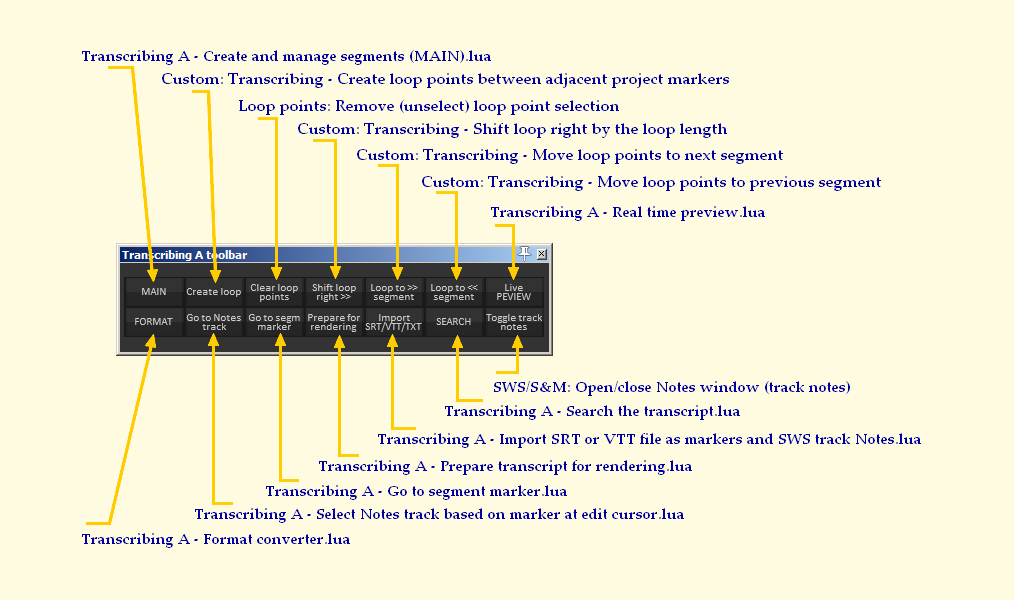 Transcribing A - Create and manage segments (MAIN).lua
Custom: Transcribing - Create loop points between adjacent project markers
Loop points: Remove (unselect) loop point selection
Custom: Transcribing - Shift loop right by the loop length
Custom: Transcribing - Move loop points to next segment
Custom: Transcribing - Move loop points to previous segment
Transcribing A - Real time preview.lua
Transcribing A toolbar
MAIN
Create loop
Clear loop
points
Shift loop
right >>
Loop to >>
segment
Loop to <<
segment
Live
PEVIEW
FORMAT
Go to Notes
track
Go to segm
marker
Prepare for
rendering
Import
SRT/VTT/TXT
SEARCH
Toggle track
notes
SWS/S&M: Open/close Notes window (track notes)
Transcribing A - Search the transcript.lua
Transcribing A - Import SRT or VTT file as markers and SWS track Notes.lua
Transcribing A - Prepare transcript for rendering.lua
Transcribing A - Go to segment marker.lua
Transcribing A - Select Notes track based on marker at edit cursor.lua
Transcribing A - Format converter.lua